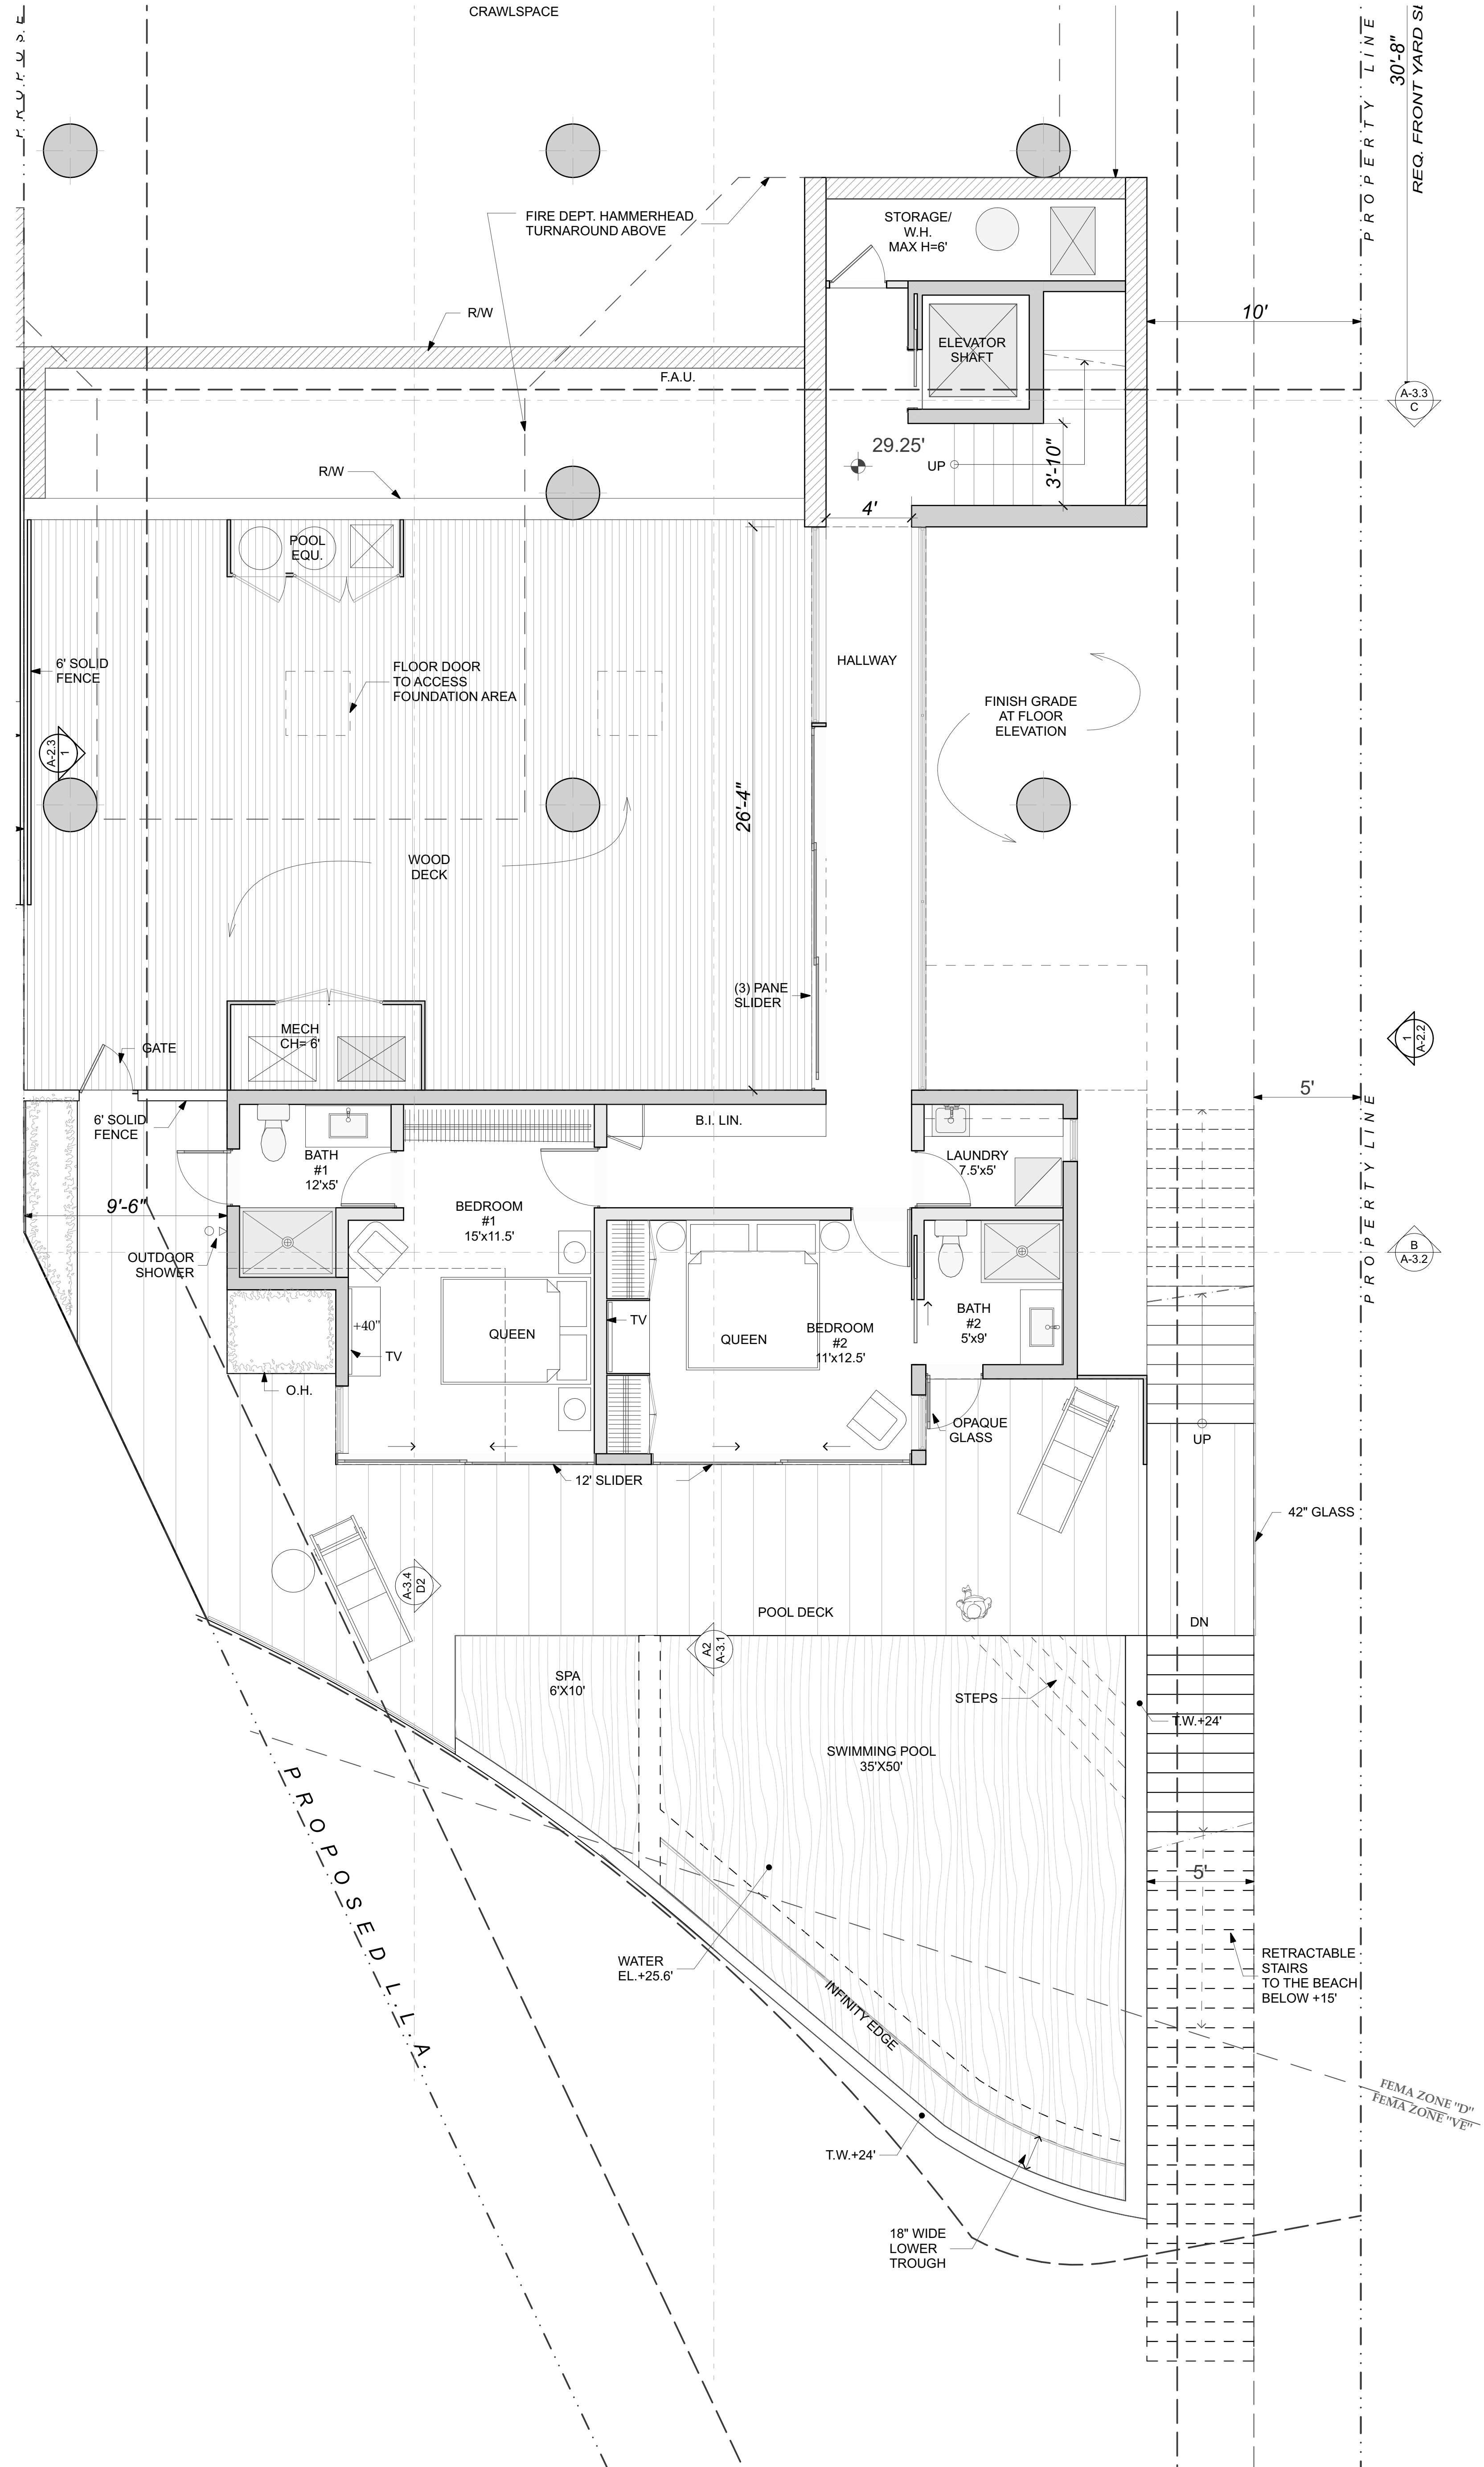 CRAWLSPACE
PROPERTY LINE
30'-8"
FIRE DEPT. HAMMERHEAD
TURNAROUND ABOVE
STORAGE/
W.H.
MAX H=6'
R/W
10'
ELEVATOR
SHAFT
F.A.U.
A-3.3
C
29.25'
UP
3'-10"
R/W
4'
POOL
EQU.
6' SOLID
FENCE
FLOOR DOOR
TO ACCESS
FOUNDATION AREA
HALLWAY
FINISH GRADE
AT FLOOR
ELEVATION
A-2.3
1
26'-4"
WOOD
DECK
(3) PANE
SLIDER
MECH
CH= 6'
GATE
1
A-2.2
5'
6' SOLID
FENCE
B.I. LIN.
PROPERTY LINE
BATH
#1
12'x5'
LAUNDRY
7.5'x5'
9'-6"
BEDROOM
#1
15'x11.5'
OUTDOOR
SHOWER
B
A-3.2
+40"
TV
QUEEN
TV
QUEEN
BEDROOM
#2
11'x12.5'
BATH
#2
5'x9'
O.H.
OPAQUE
GLASS
UP
12' SLIDER
42" GLASS
A-3.4
D2
POOL DECK
DN
A2
A-3.1
SPA
6'X10'
STEPS
T.W.+24'
SWIMMING POOL
35'X50'
PROPOSED L.L.A.
5'
WATER
EL.+25.6'
RETRACTABLE
STAIRS
TO THE BEACH
BELOW +15'
INFINITY EDGE
FEMA ZONE "D"
FEMA ZONE "VE"
T.W.+24'
18" WIDE
LOWER
TROUGH
REQ. FRONT YARD